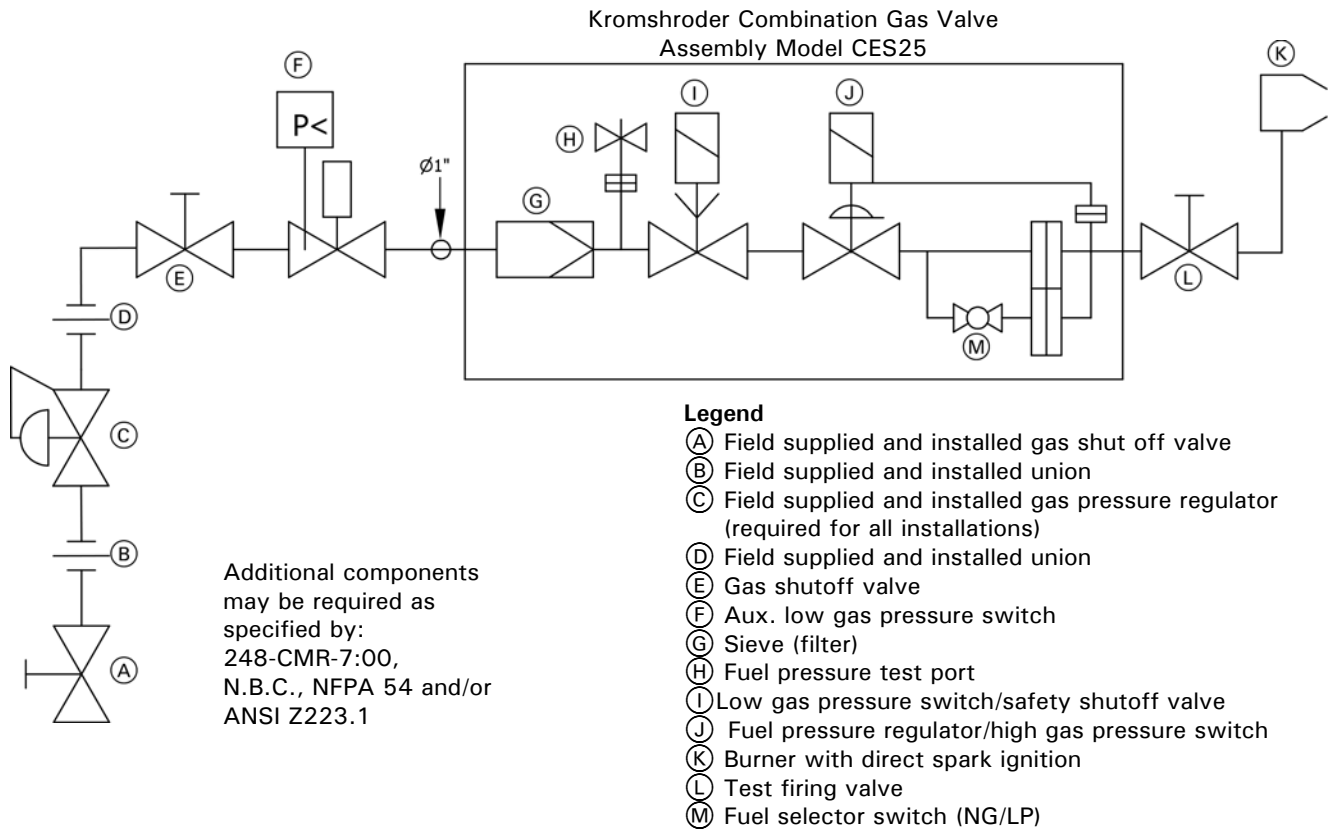 Kromshroder Combination Gas Valve
Assembly Model CES25
F
P<
E
D
C
B
A
Ø1"
G
H
I
J
M
L
K
Additional components
may be required as
specified by:
248-CMR-7:00,
N.B.C., NFPA 54 and/or
ANSI Z223.1
Legend
A Field supplied and installed gas shut off valve
B Field supplied and installed union
C Field supplied and installed gas pressure regulator
(required for all installations)
D Field supplied and installed union
E Gas shutoff valve
F Aux. low gas pressure switch
G Sieve (filter)
H Fuel pressure test port
I Low gas pressure switch/safety shutoff valve
J Fuel pressure regulator/high gas pressure switch
K Burner with direct spark ignition
L Test firing valve
M Fuel selector switch (NG/LP)